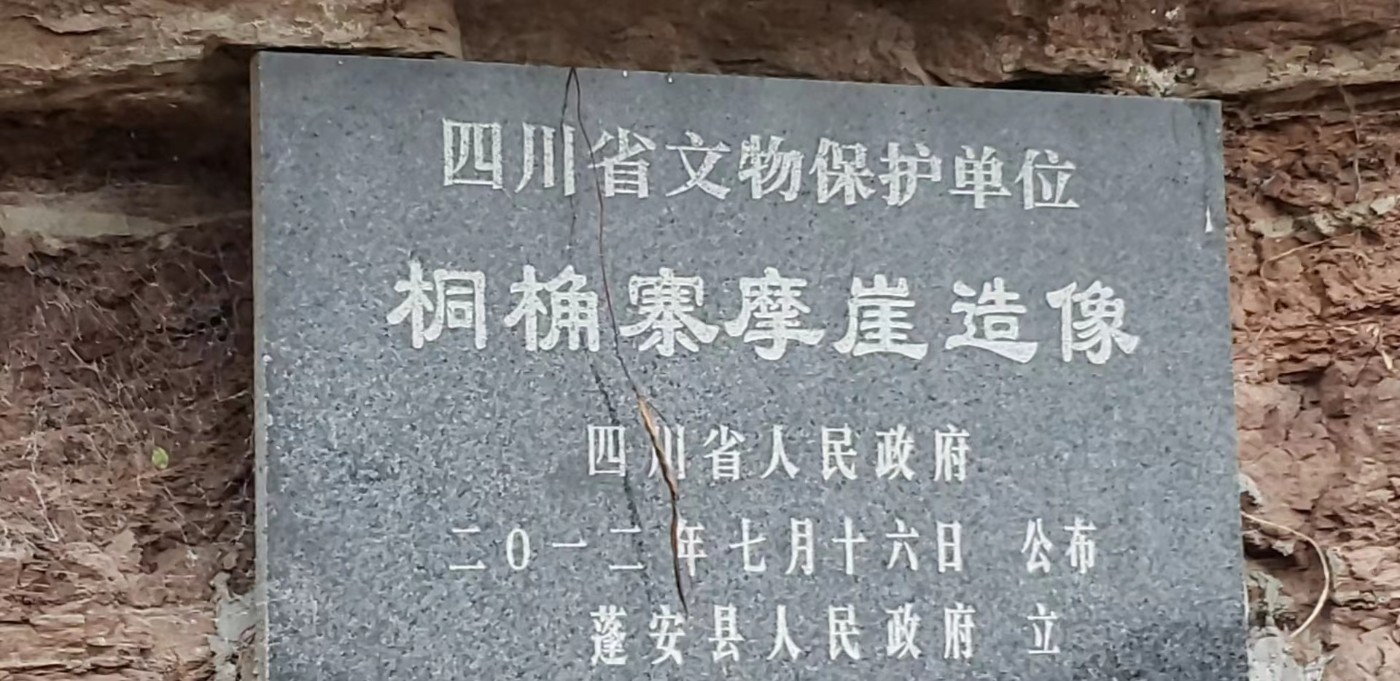 四川省文物保护单位
桐桷寨摩崖造像
四川省人民政府
二0一二年七月十六日 公布
蓬安县人民政府 立